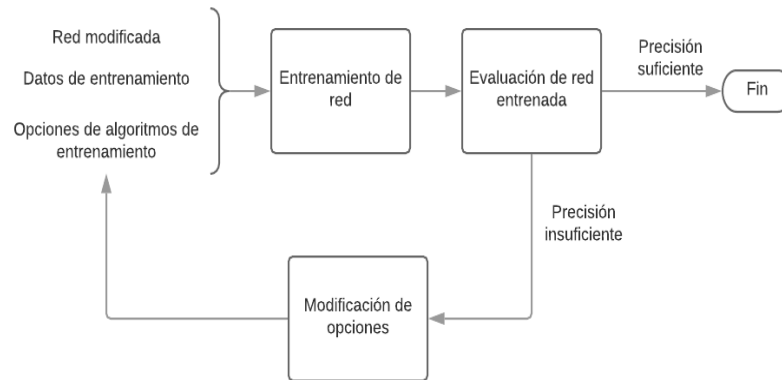 Red modificada
Datos de entrenamiento
Opciones de algoritmos de
entrenamiento
Entrenamiento de
red
Evaluación de red
entrenada
Precisión
suficiente
Fin
Precisión
insuficiente
Modificación de
opciones